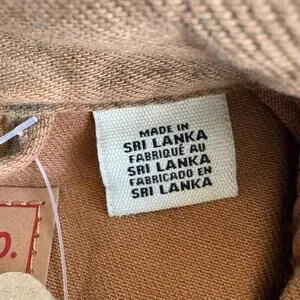 MADE IN
SRI LANKA
FABRIQUÉ AU
SRI LANKA
FABRICADO EN
SRI LANKA